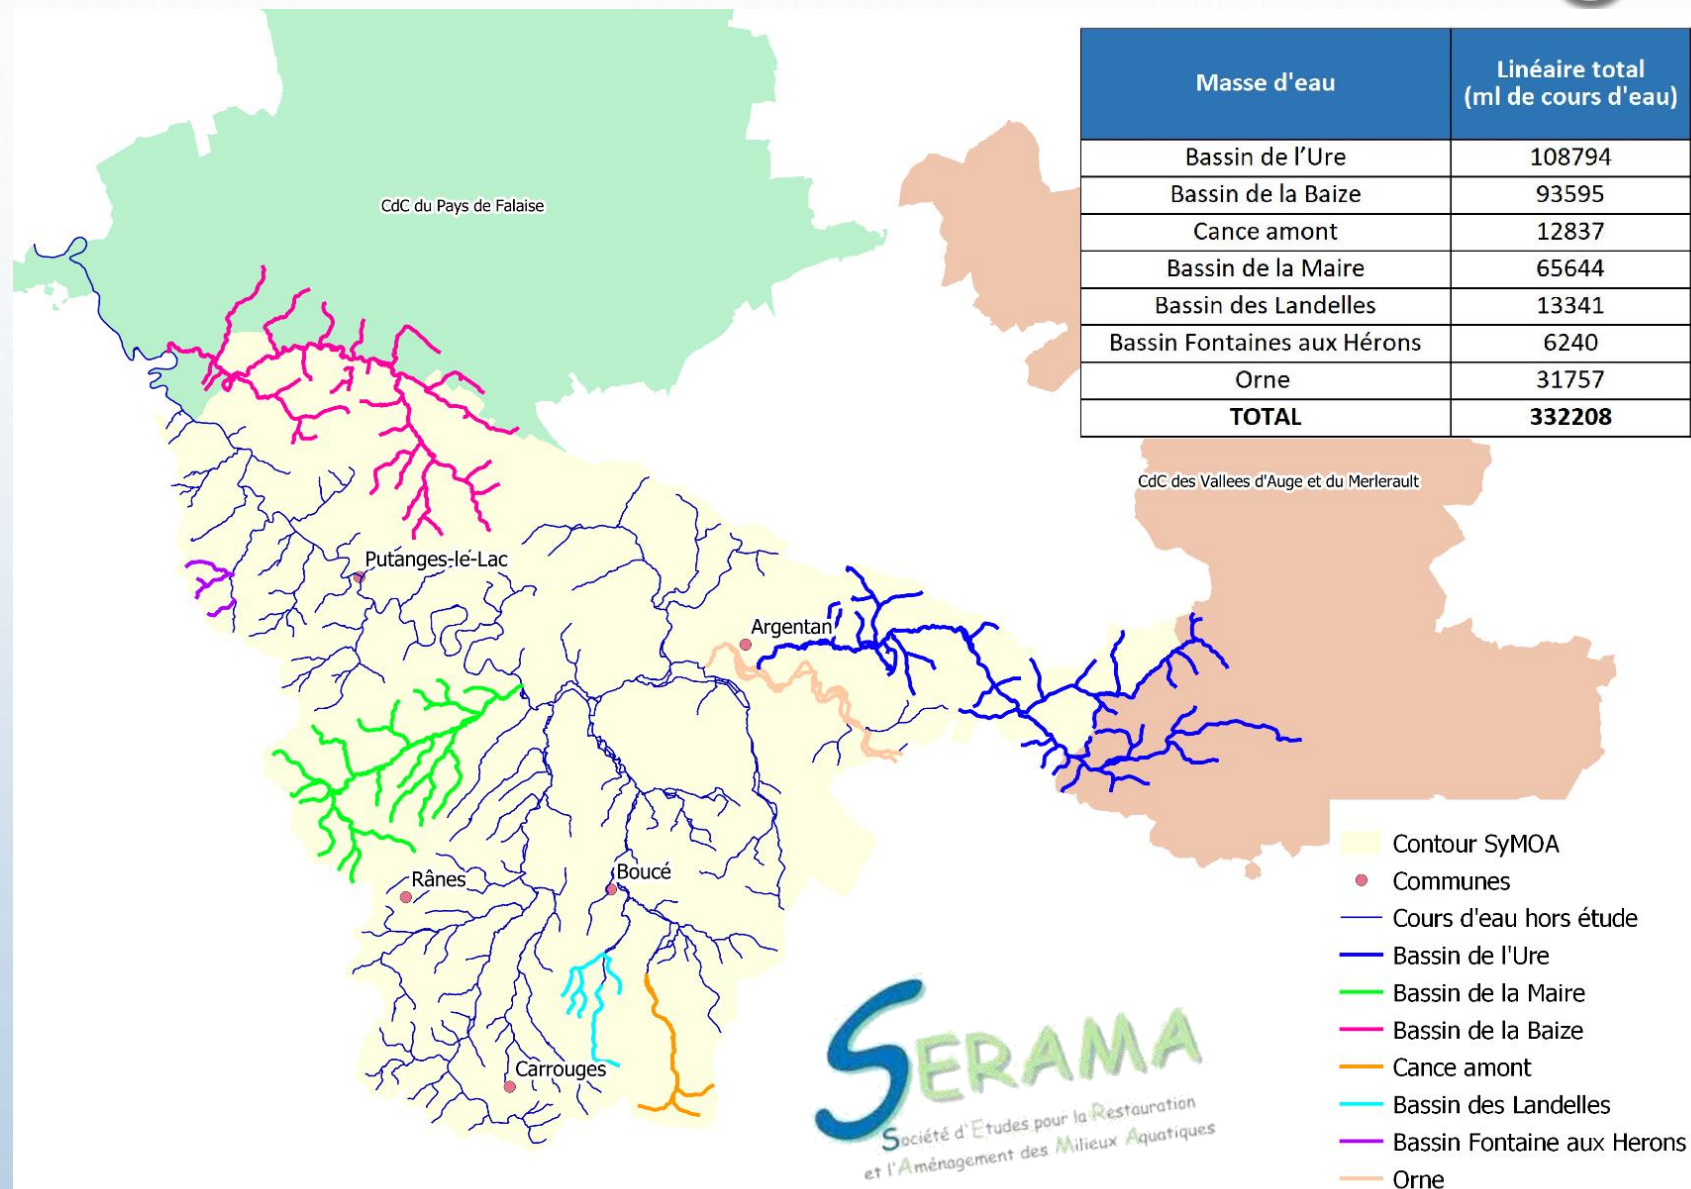 Masse d'eau
Linéaire total
(ml de cours d'eau)
Bassin de l'Ure 108794
Bassin de la Baize 93595
Cance amont 12837
Bassin de la Maire 65644
Bassin des Landelles 13341
Bassin Fontaines aux Hérons 6240
Orne 31757
TOTAL 332208
CdC du Pays de Falaise
CdC des Vallees d'Auge et du Merlerault
Putanges-le-Lac
Argentan
Rânes
Boucé
Carrouges
Contour SyMOA
Communes
Cours d'eau hors étude
Bassin de l'Ure
Bassin de la Maire
Bassin de la Baize
Cance amont
Bassin des Landelles
Bassin Fontaine aux Herons
Orne
SERAMA
Société d'Etudes pour la Restauration
et l'Aménagement des Milieux Aquatiques